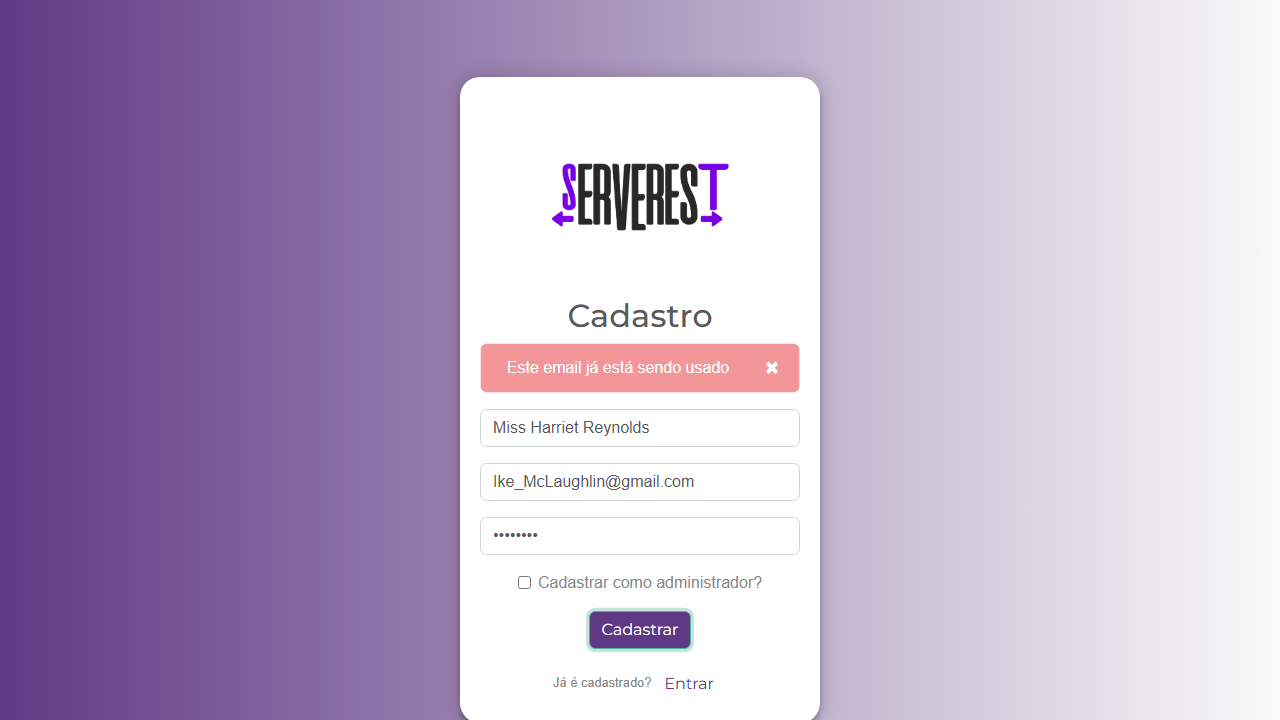 SERVEREST
Cadastro
Este email já está sendo usado
Miss Harriet Reynolds
Ike_McLaughlin@gmail.com
••••••••
Cadastrar como administrador?
Cadastrar
Já é cadastrado? Entrar